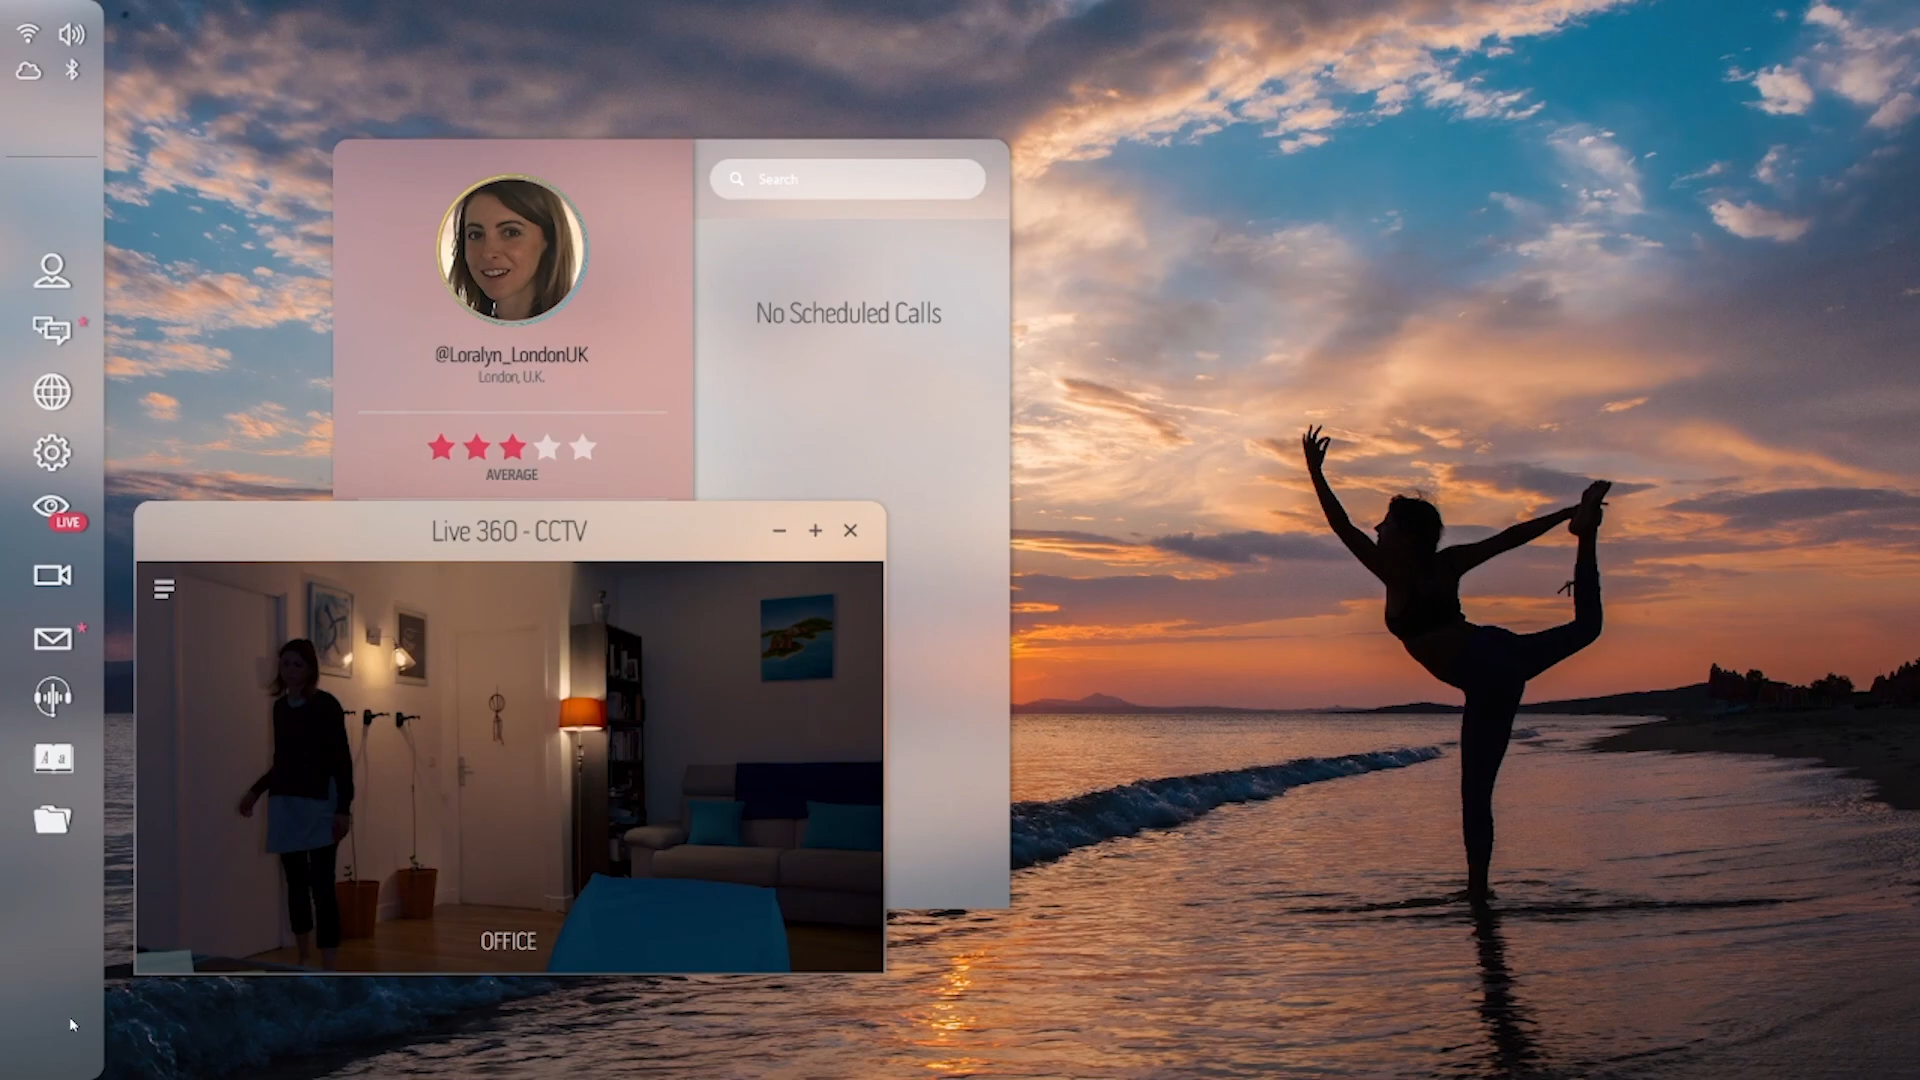 Search
No Scheduled Calls
@Loralyn_LondonUK
London, U.K.
AVERAGE
LIVE
Live 360 - CCTV
OFFICE
A a